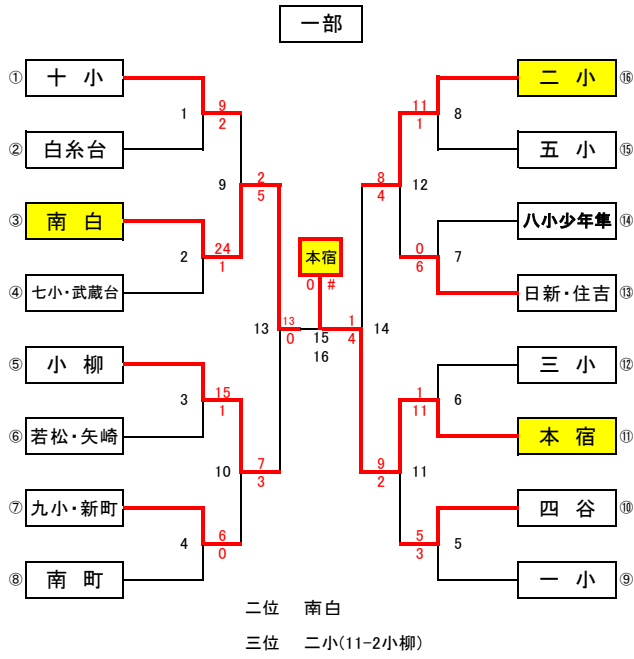 一部
① 十小
9
1
2
② 白糸台
2
9
5
③ 南白
24
2
1
④ 七小・武蔵台
13
13
0
⑤ 小柳
15
3
1
⑥ 若松・矢崎
7
10
3
⑦ 九小・新町
6
4
0
⑧ 南町
本宿
0 #
15
16
二小 ⑯
11
8
1
五小 ⑮
8
12
4
八小少年隼 ⑭
0
7
6
日新・住吉 ⑬
1
14
4
三小 ⑫
1
6
11
本宿 ⑪
9
11
2
四谷 ⑩
5
5
3
一小 ⑨
二位 南白
三位 二小(11-2小柳)